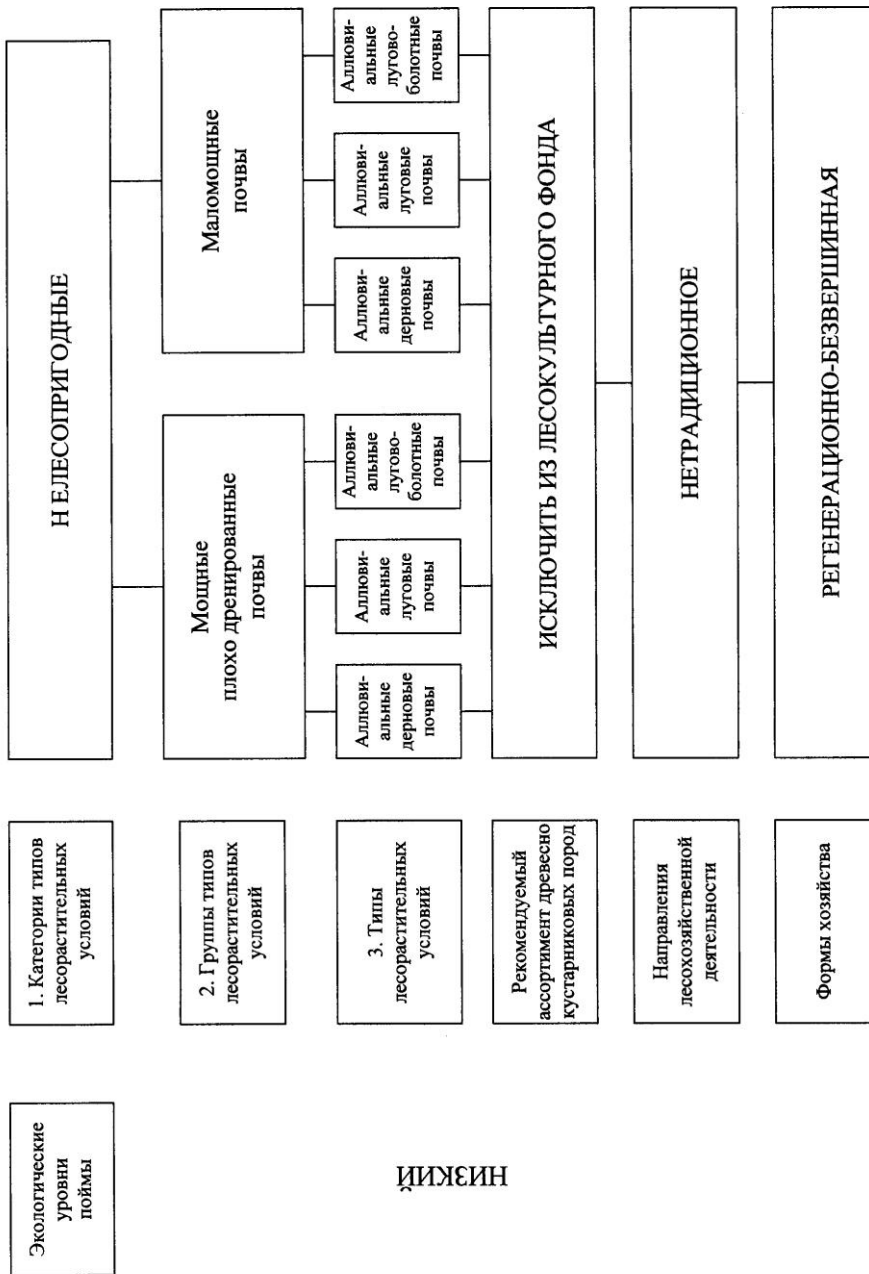 Экологические
уровни
поймы
НИЗКИЙ
1. Категории типов
лесорастительных
условий
Н ЕЛЕСОПРИГОДНЫЕ
2. Группы типов
лесорастительных
условий
Мощные
плохо дренированные
почвы
Маломощные
почвы
3. Типы
лесорастительных
условий
Аллюви-
альные
дерновые
почвы
Аллюви-
альные
луговые
почвы
Аллюви-
альные
лугово-
болотные
почвы
Аллюви-
альные
дерновые
почвы
Аллюви-
альные
луговые
почвы
Аллюви-
альные
лугово-
болотные
почвы
Рекомендуемый
ассортимент древесно
кустарниковых пород
ИСКЛЮЧИТЬ ИЗ ЛЕСОКУЛЬТУРНОГО ФОНДА
Направления
лесохозяйственной
деятельности
НЕТРАДИЦИОННОЕ
Формы хозяйства
РЕГЕНЕРАЦИОННО-БЕЗВЕРШИННАЯ